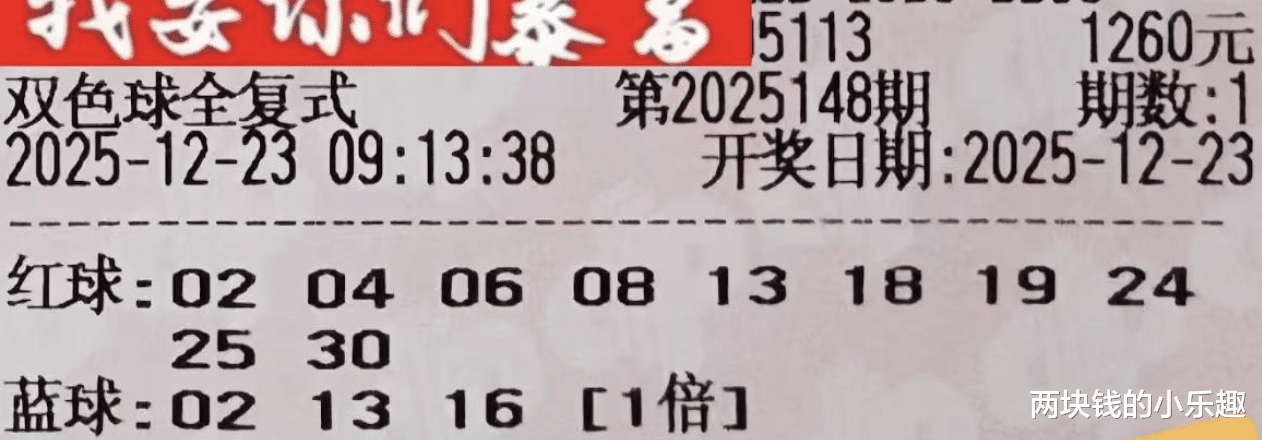 我要你们暴富
5113 1260元
双色球全复式 第2025148期 期数:1
2025-12-23 09:13:38 开奖日期:2025-12-23
红球:02 04 06 08 13 18 19 24
25 30
蓝球:02 13 16 [1倍]
两块钱的小乐趣